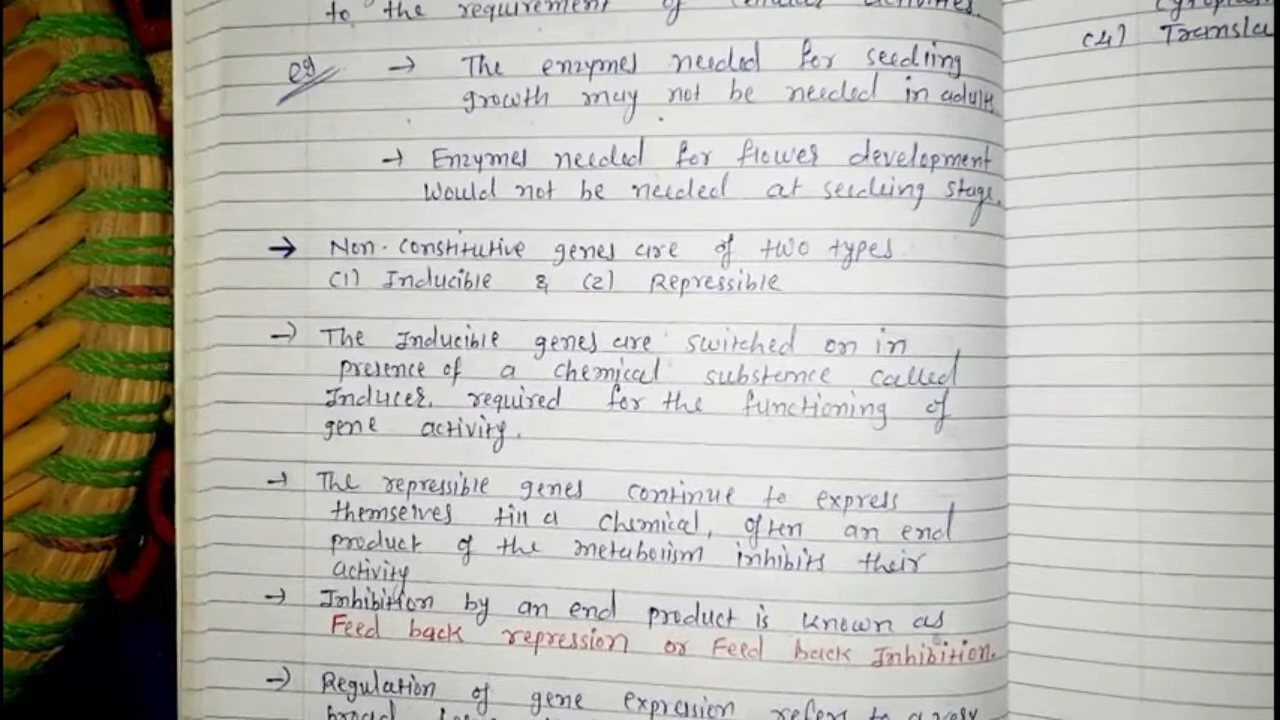 to the requirement of activities.
eg → The enzymes needed for seedling
growth may not be needed in adult
→ Enzymes needed for flower development
would not be needed at seedling stage.
→ Non-constitutive genes are of two types
(1) Inducible & (2) Repressible
→ The Inducible genes are switched on in
presence of a chemical substance called
Inducer, required for the functioning of
gene activity.
→ The repressible genes continue to express
themselves till a chemical, often an end
product of the metabolism inhibits their
activity
→ Inhibition by an end product is known as
Feed back repression or Feed back Inhibition.
→ Regulation of gene expression refers to a very
broad
(4) Transla